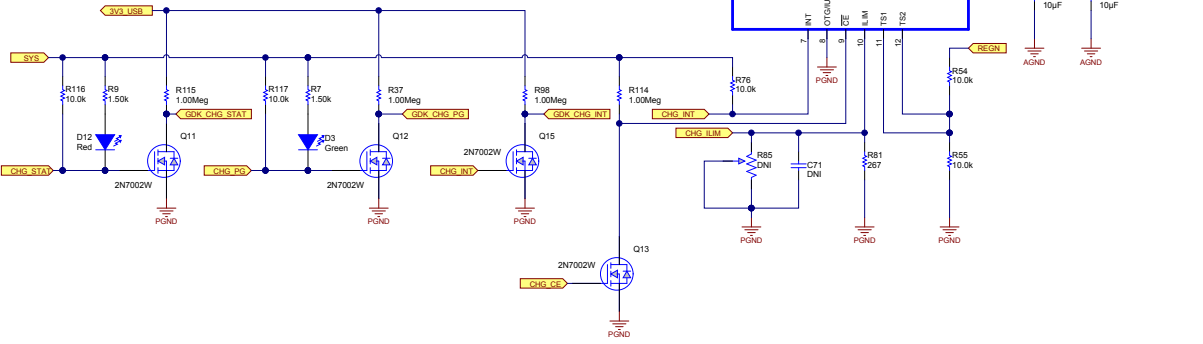 3V3_USB
10µF
10µF
INT
OTG/IU
CE
ILIM
TS1
TS2
7
8
9
10
11
12
SYS
REGN
PGND
AGND
AGND
R116
10.0k
R9
1.50k
R115
1.00Meg
R117
10.0k
R7
1.50k
R37
1.00Meg
R98
1.00Meg
R114
1.00Meg
R76
10.0k
R54
10.0k
GDK_CHG_STAT
GDK_CHG_PG
GDK_CHG_INT
CHG_INT
CHG_ILIM
D12
Red
Q11
D3
Green
Q12
Q15
2N7002W
R85
DNI
C71
DNI
R81
267
R55
10.0k
CHG_STAT
2N7002W
CHG_PG
2N7002W
CHG_INT
PGND
PGND
PGND
PGND
PGND
PGND
Q13
2N7002W
CHG_CE
PGND